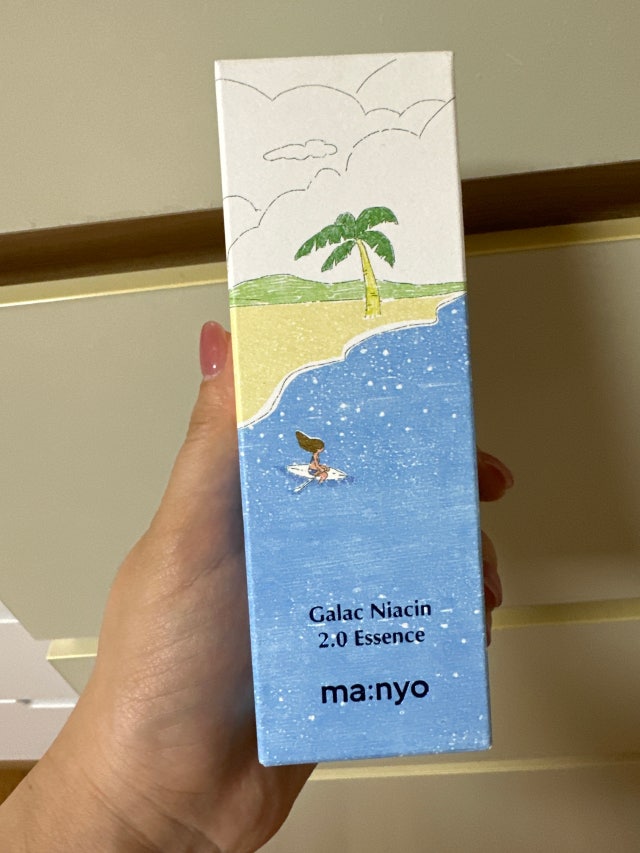 Galac Niacin
2.0 Essence
ma:nyo